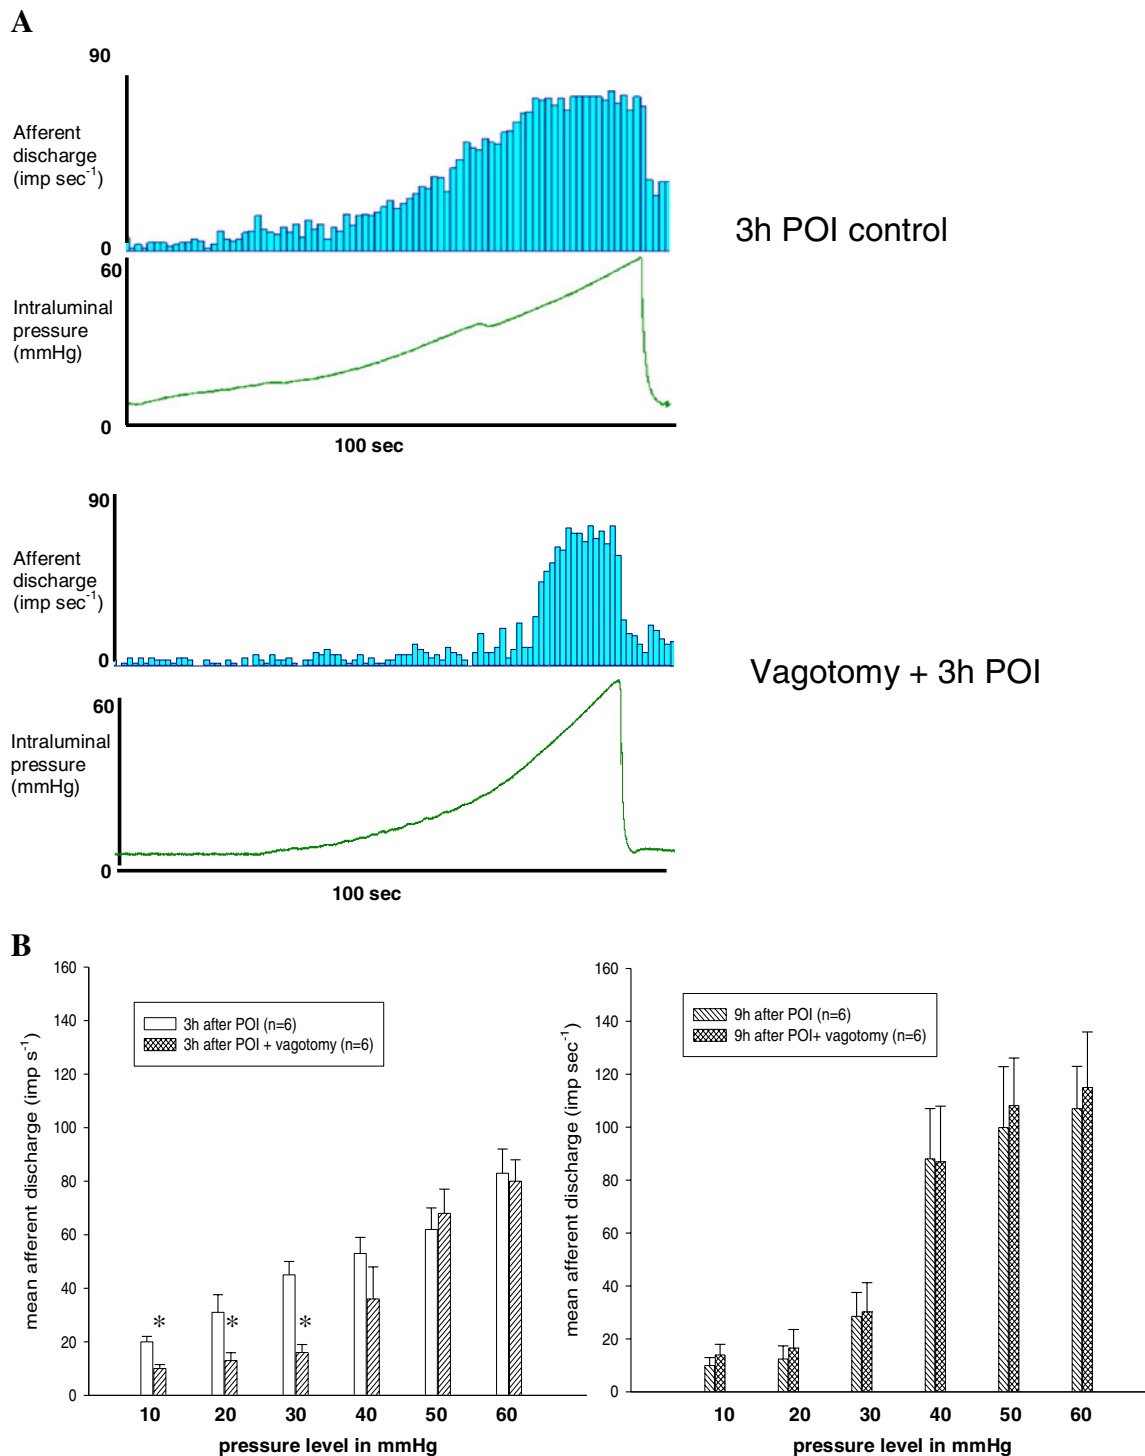 A
90
Afferent
discharge
(imp sec⁻¹)
0
3h POI control
60
Intraluminal
pressure
(mmHg)
0
100 sec
90
Afferent
discharge
(imp sec⁻¹)
0
Vagotomy + 3h POI
60
Intraluminal
pressure
(mmHg)
0
100 sec
B
160
140
120
100
80
60
40
20
0
mean afferent discharge (imp s⁻¹)
3h after POI (n=6)
3h after POI + vagotomy (n=6)
* * *
10 20 30 40 50 60
pressure level in mmHg
160
140
120
100
80
60
40
20
0
mean afferent discharge (imp sec⁻¹)
9h after POI (n=6)
9h after POI+ vagotomy (n=6)
10 20 30 40 50 60
pressure level in mmHg